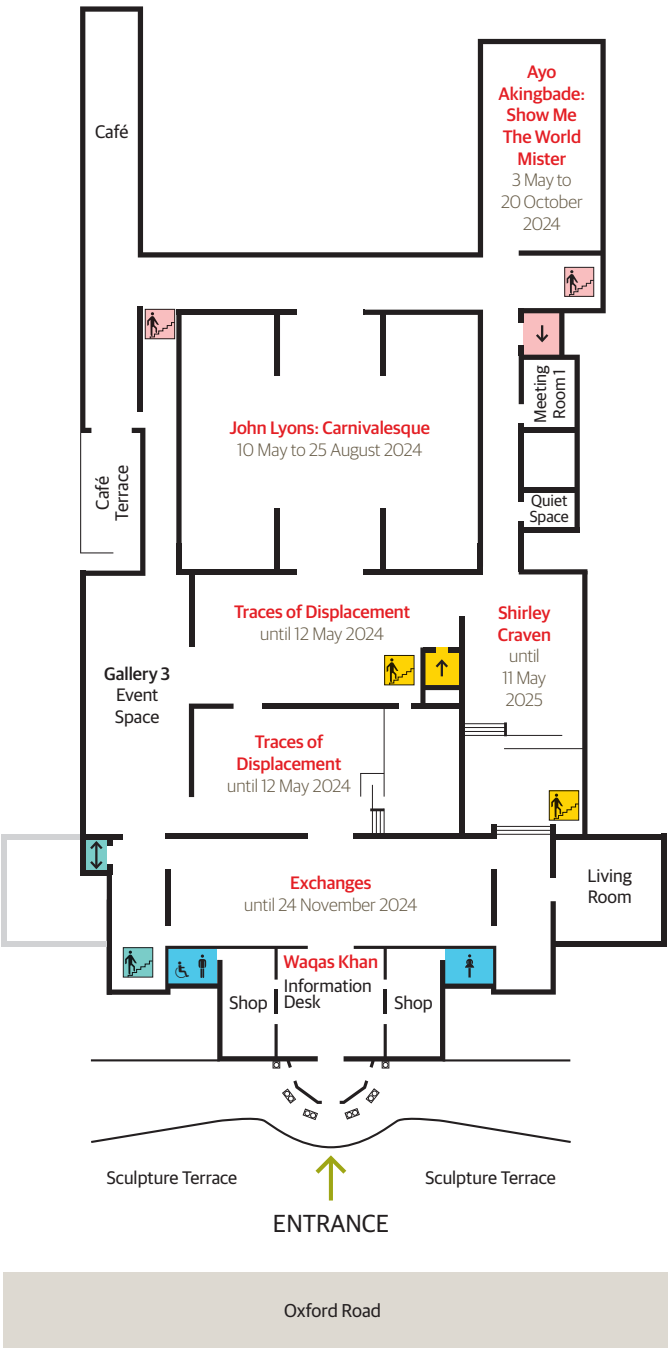 Café
Ayo
Akingbade:
Show Me
The World
Mister
3 May to
20 October
2024
Meeting
Room 1
John Lyons: Carnivalesque
10 May to 25 August 2024
Café
Terrace
Quiet
Space
Traces of Displacement
until 12 May 2024
Shirley
Craven
until
11 May
2025
Gallery 3
Event
Space
Traces of
Displacement
until 12 May 2024
Exchanges
until 24 November 2024
Living
Room
Waqas Khan
Information
Desk
Shop
Shop
Sculpture Terrace
Sculpture Terrace
ENTRANCE
Oxford Road